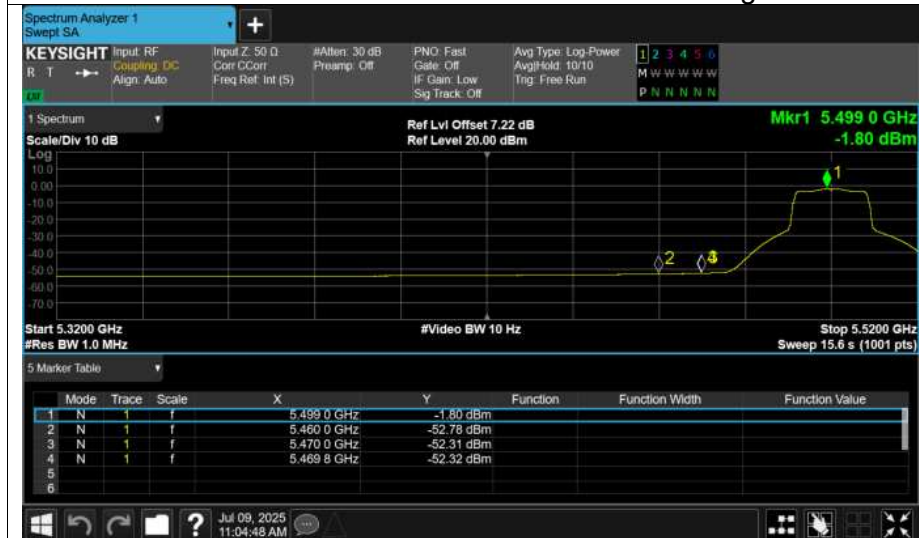 Spectrum Analyzer 1
Swept SA
+
KEYSIGHT
R T
Input: RF
Coupling: DC
Align: Auto
Input Z: 50 Ω
Corr CCorr
Freq Ref: Int (S)
#Atten: 30 dB
Preamp: Off
PNO: Fast
Gate: Off
IF Gain: Low
Sig Track: Off
Avg Type: Log-Power
Avg|Hold: 10/10
Trig: Free Run
1 2 3 4 5 6
M W W W W W
P N N N N N
1 Spectrum
Scale/Div 10 dB
Ref Lvl Offset 7.22 dB
Ref Level 20.00 dBm
Mkr1 5.499 0 GHz
-1.80 dBm
Log
10.0
0.00
-10.0
-20.0
-30.0
-40.0
-50.0
-60.0
-70.0
1
2
Start 5.3200 GHz
#Res BW 1.0 MHz
#Video BW 10 Hz
Stop 5.5200 GHz
Sweep 15.6 s (1001 pts)
5 Marker Table
Mode Trace Scale X Y Function Function Width Function Value
1 N 1 f 5.499 0 GHz -1.80 dBm
2 N 1 f 5.460 0 GHz -52.78 dBm
3 N 1 f 5.470 0 GHz -52.31 dBm
4 N 1 f 5.469 8 GHz -52.32 dBm
5
6
?
Jul 09, 2025
11:04:48 AM